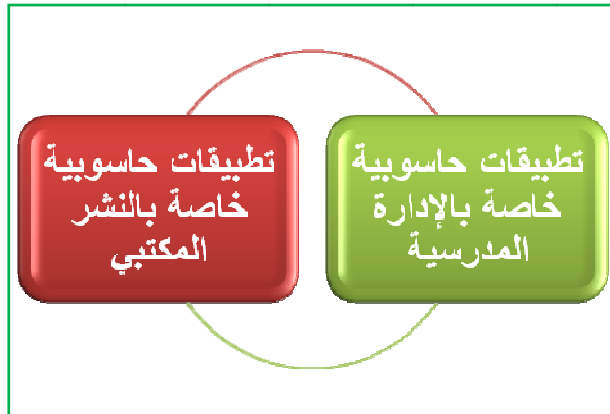 تطبيقات حاسوبية
خاصة بالإدارة
المدرسية
تطبيقات حاسوبية
خاصة بالنشر
المكتبي